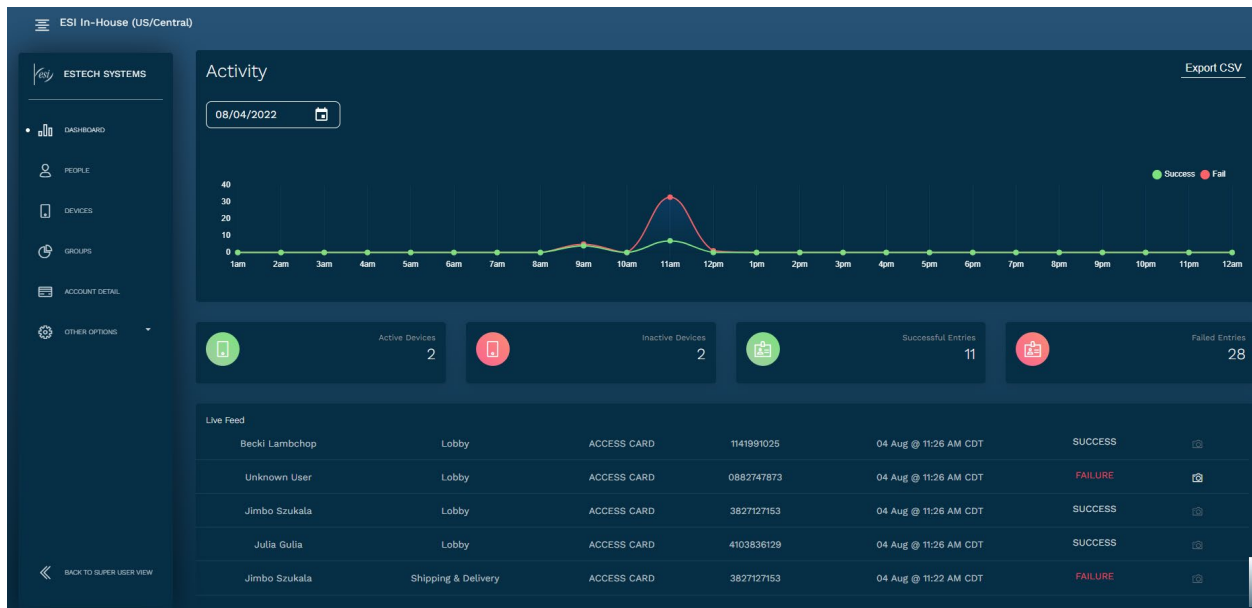 ESI In-House (US/Central)
esi ESTECH SYSTEMS
DASHBOARD
PEOPLE
DEVICES
GROUPS
ACCOUNT DETAIL
OTHER OPTIONS
BACK TO SUPER USER VIEW
Activity
Export CSV
08/04/2022
Success Fail
40
30
20
10
0
1am 2am 3am 4am 5am 6am 7am 8am 9am 10am 11am 12pm 1pm 2pm 3pm 4pm 5pm 6pm 7pm 8pm 9pm 10pm 11pm 12am
Active Devices
2
Inactive Devices
2
Successful Entries
11
Failed Entries
28
Live Feed
Becki Lambchop Lobby ACCESS CARD 1141991025 04 Aug @ 11:26 AM CDT SUCCESS
Unknown User Lobby ACCESS CARD 0882747873 04 Aug @ 11:26 AM CDT FAILURE
Jimbo Szukala Lobby ACCESS CARD 3827127153 04 Aug @ 11:26 AM CDT SUCCESS
Julia Gulia Lobby ACCESS CARD 4103836129 04 Aug @ 11:26 AM CDT SUCCESS
Jimbo Szukala Shipping & Delivery ACCESS CARD 3827127153 04 Aug @ 11:22 AM CDT FAILURE